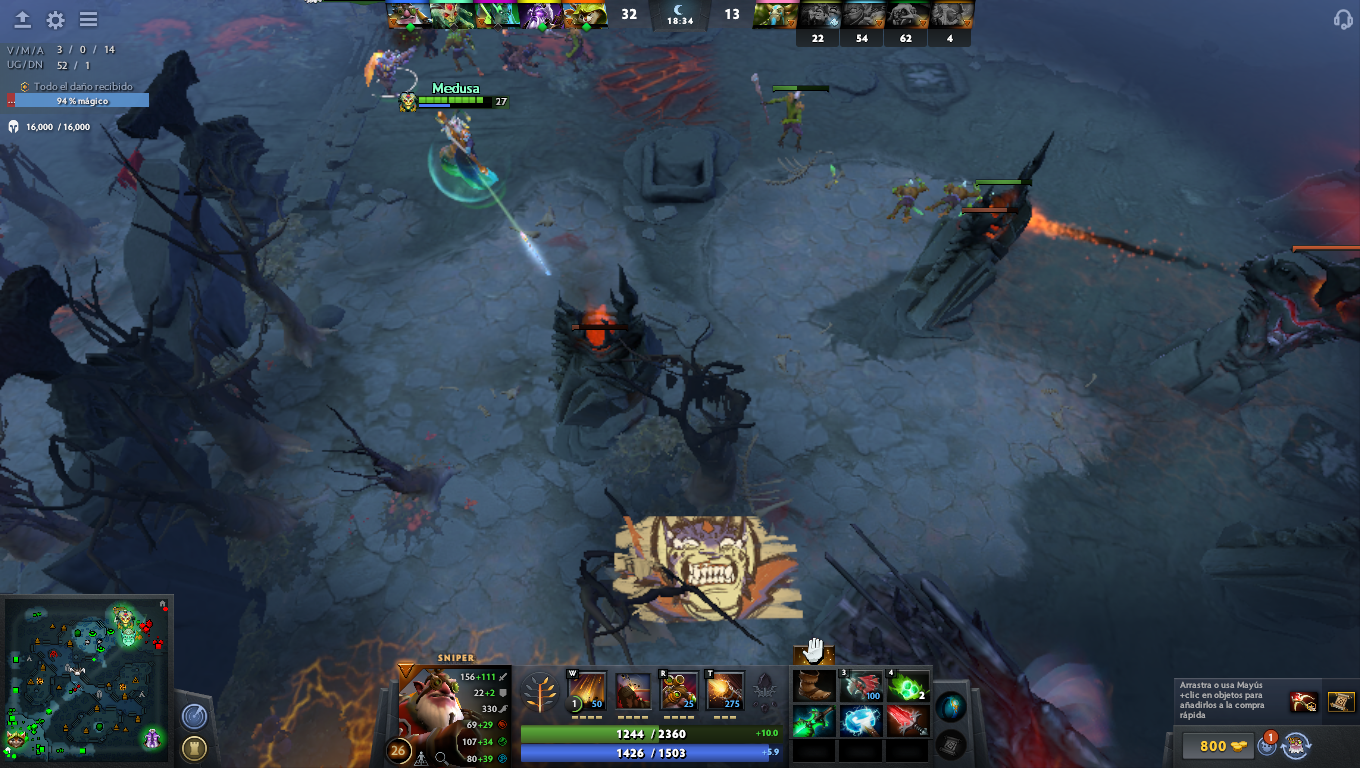 32
18:34
13
22 54 62 4
V/M/A 3 / 0 / 14
UG/DN 52 / 1
Todo el daño recibido
94 % mágico
16,000 / 16,000
Medusa
27
SNIPER
156+111
22+2
330
69+29
107+34
80+39
26
W
1 50
R
25
T
275
3
100
4
2
1244 / 2360
+10.0
1426 / 1503
+5.9
Arrastra o usa Mayús
+clic en objetos para
añadirlos a la compra
rápida
800
1